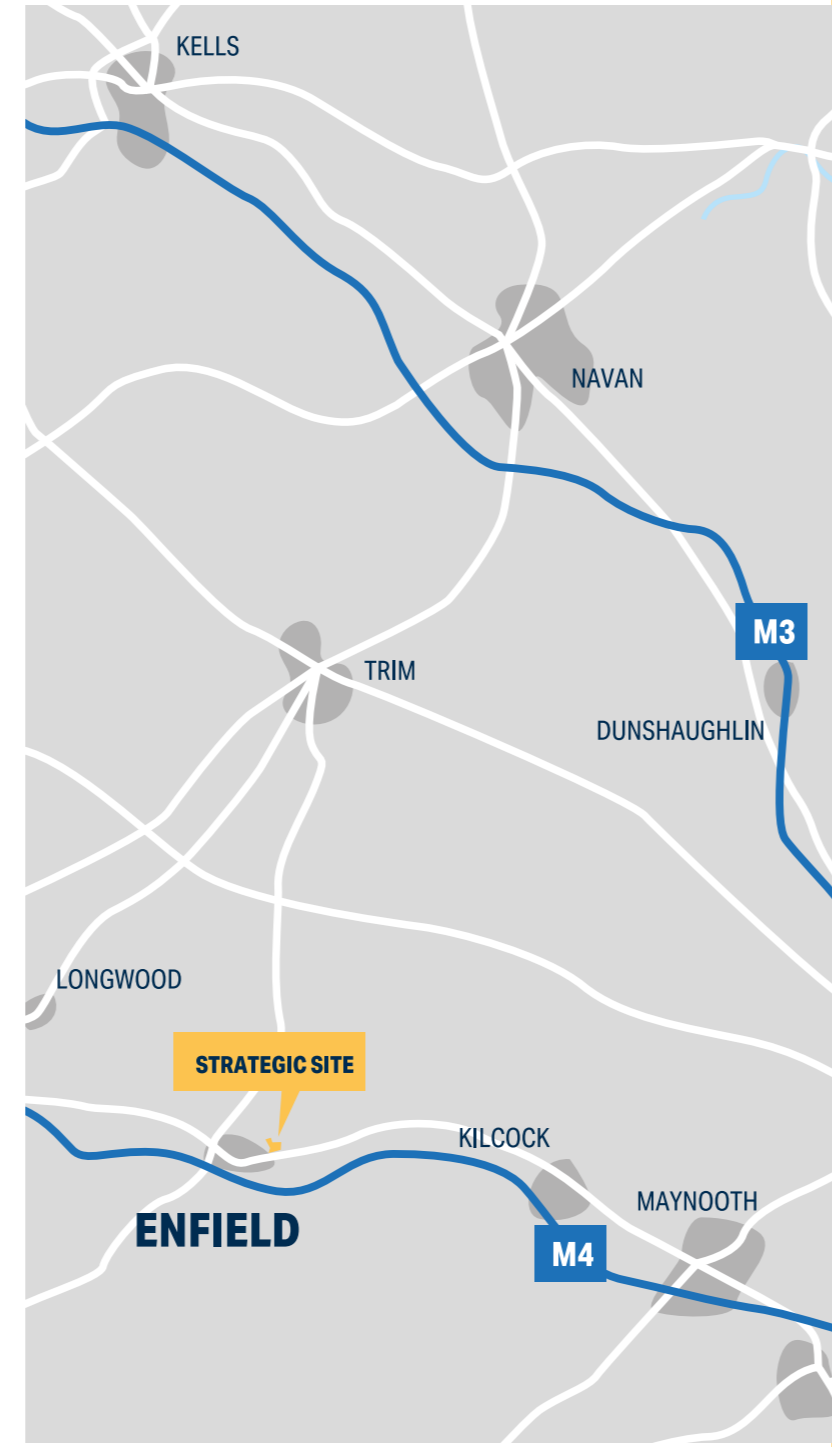 KELLS
NAVAN
M3
TRIM
DUNSHAUGHLIN
LONGWOOD
STRATEGIC SITE
KILCOCK
MAYNOOTH
ENFIELD
M4